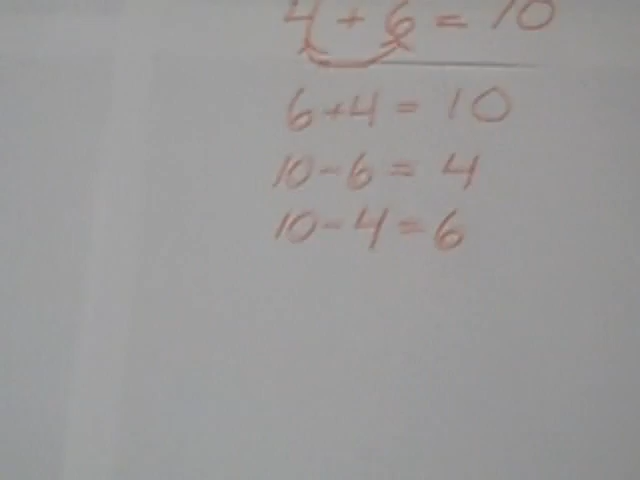 4 + 6 = 10
6+4 = 10
10-6 = 4
10-4=6